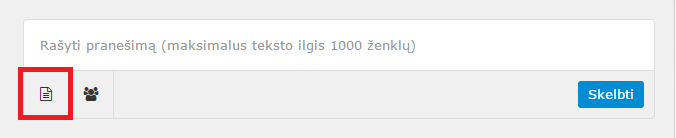 Rašyti pranešimą (maksimalus teksto ilgis 1000 ženklų)
Skelbti